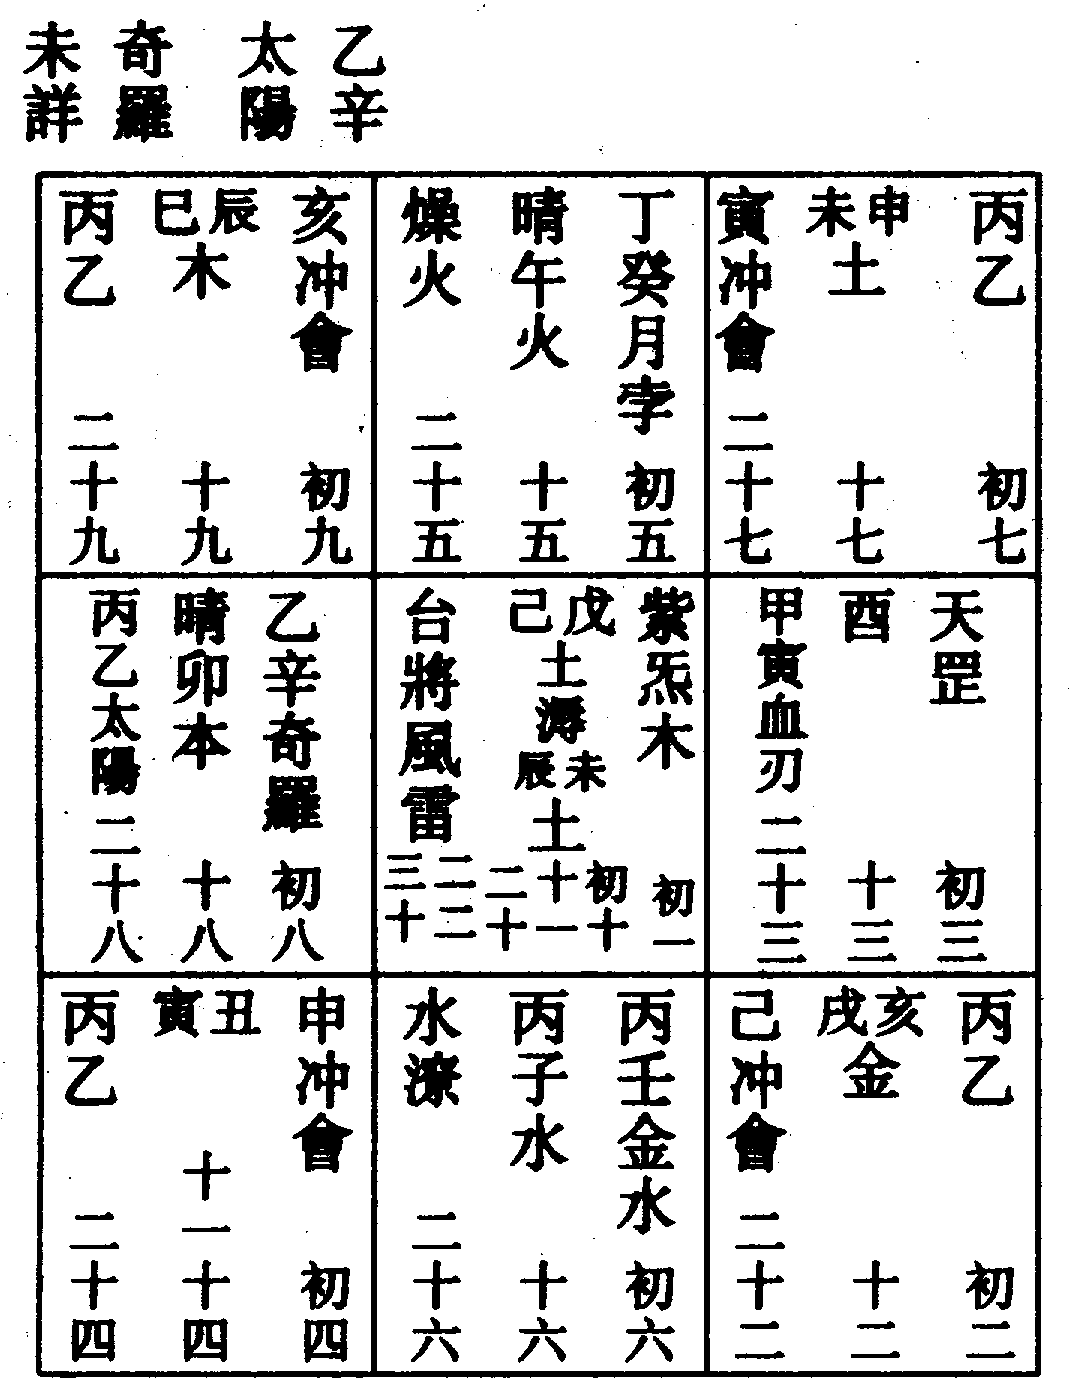 乙辛
太陽
奇羅
未詳
丙乙 初七
申未土 十七
寅冲會 二十七
丁癸月孛 初五
晴午火 十五
燥火 二十五
亥冲會 初九
辰巳木 十九
丙乙 二十九
天罡 初三
酉 十三
甲寅血刃 二十三
紫炁木 初一
戊己土溽未辰土 初十 十一 二十
台將風雷 二二 三十
乙辛奇羅 初八
晴卯本 十八
丙乙太陽 二十八
丙乙 初二
亥戌金 十二
己冲會 二十二
丙壬金水 初六
丙子水 十六
水潦 二十六
申冲會 初四
丑寅 十一十四
丙乙 二十四